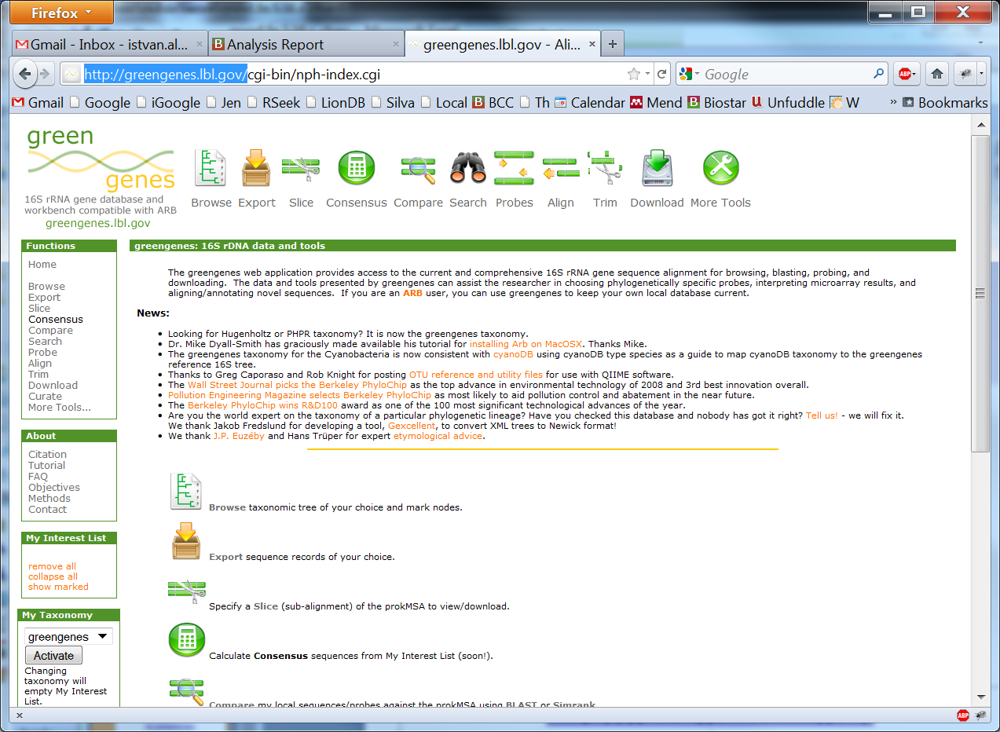 Firefox
Gmail - Inbox - istvan.al...
Analysis Report
greengenes.lbl.gov - Ali...
http://greengenes.lbl.gov/cgi-bin/nph-index.cgi
Google
ABP
Gmail Google iGoogle Jen RSeek LionDB Silva Local BCC Th Calendar Mend Biostar Unfuddle W » Bookmarks
green
genes
16S rRNA gene database and
workbench compatible with ARB
greengenes.lbl.gov
Browse Export Slice Consensus Compare Search Probes Align Trim Download More Tools
Functions
Home
Browse
Export
Slice
Consensus
Compare
Search
Probe
Align
Trim
Download
Curate
More Tools...
About
Citation
Tutorial
FAQ
Objectives
Methods
Contact
My Interest List
remove all
collapse all
show marked
My Taxonomy
greengenes
Activate
Changing
taxonomy will
empty My Interest
List.
greengenes: 16S rDNA data and tools
The greengenes web application provides access to the current and comprehensive 16S rRNA gene sequence alignment for browsing, blasting, probing, and
downloading. The data and tools presented by greengenes can assist the researcher in choosing phylogenetically specific probes, interpreting microarray results, and
aligning/annotating novel sequences. If you are an ARB user, you can use greengenes to keep your own local database current.
News:
• Looking for Hugenholtz or PHPR taxonomy? It is now the greengenes taxonomy.
• Dr. Mike Dyall-Smith has graciously made available his tutorial for installing Arb on MacOSX. Thanks Mike.
• The greengenes taxonomy for the Cyanobacteria is now consistent with cyanoDB using cyanoDB type species as a guide to map cyanoDB taxonomy to the greengenes
reference 16S tree.
• Thanks to Greg Caporaso and Rob Knight for posting OTU reference and utility files for use with QIIME software.
• The Wall Street Journal picks the Berkeley PhyloChip as the top advance in environmental technology of 2008 and 3rd best innovation overall.
• Pollution Engineering Magazine selects Berkeley PhyloChip as most likely to aid pollution control and abatement in the near future.
• The Berkeley PhyloChip wins R&D100 award as one of the 100 most significant technological advances of the year.
• Are you the world expert on the taxonomy of a particular phylogenetic lineage? Have you checked this database and nobody has got it right? Tell us! - we will fix it.
We thank Jakob Fredslund for developing a tool, Gexcellent, to convert XML trees to Newick format!
• We thank J.P. Euzéby and Hans Trüper for expert etymological advice.
Browse taxonomic tree of your choice and mark nodes.
Export sequence records of your choice.
Specify a Slice (sub-alignment) of the prokMSA to view/download.
Calculate Consensus sequences from My Interest List (soon!).
Compare my local sequences/probes against the prokMSA using BLAST or Simrank
x
ABP